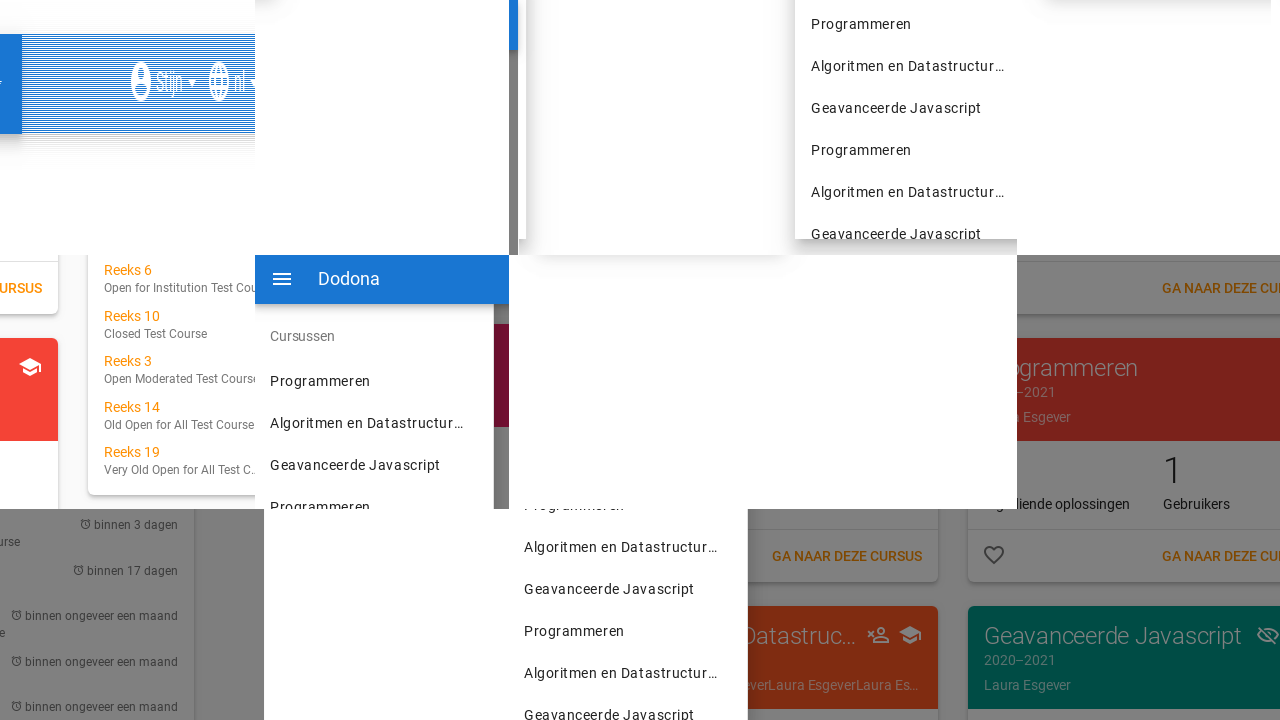 Programmeren
Algoritmen en Datastructur…
Stijn
nl
Geavanceerde Javascript
Programmeren
Algoritmen en Datastructur…
Geavanceerde Javascript
Reeks 6
Open for Institution Test Cou
Dodona
URSUS
GA NAAR DEZE CUR
Reeks 10
Closed Test Course
Cursussen
Reeks 3
Open Moderated Test Course
Programmeren
ogrammeren
–2021
Reeks 14
Old Open for All Test Course
Algoritmen en Datastructur…
a Esgever
Reeks 19
Very Old Open for All Test C…
Geavanceerde Javascript
1
Programmeren
oplossingen
Gebruikers
Programmeren
binnen 3 dagen
urse
Algoritmen en Datastructur…
GA NAAR DEZE CURSUS
GA NAAR DEZE CUR
binnen 17 dagen
Geavanceerde Javascript
binnen ongeveer een maand
e
Programmeren
Datastruc…
Geavanceerde Javascript
2020–2021
binnen ongeveer een maand
Algoritmen en Datastructur…
everLaura EsgeverLaura Es…
Laura Esgever
binnen ongeveer een maand
Geavanceerde Javascript